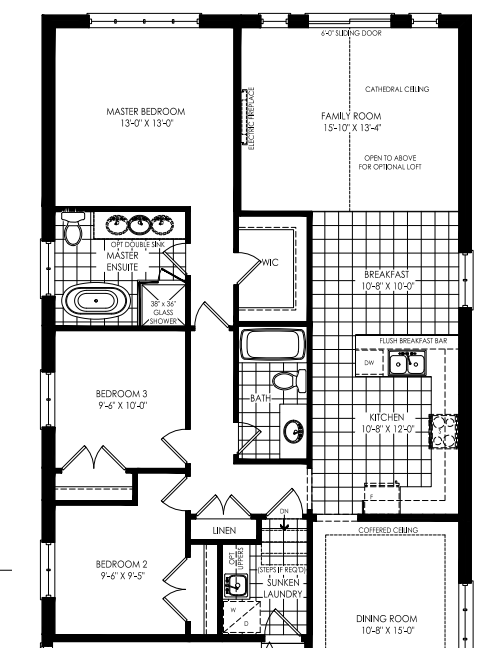 6'-0" SLIDING DOOR
MASTER BEDROOM
13'-0" X 13'-0"
ELECTRIC FIREPLACE
CATHEDRAL CEILING
FAMILY ROOM
15'-10" X 13'-4"
OPEN TO ABOVE
FOR OPTIONAL LOFT
OPT DOUBLE SINK
MASTER
ENSUITE
38" x 36"
GLASS
SHOWER
WIC
BREAKFAST
10'-8" X 10'-0"
FLUSH BREAKFAST BAR
DW
BEDROOM 3
9'-6" X 10'-0"
BATH
KITCHEN
10'-8" X 12'-0"
F
LINEN
DN
COFFERED CEILING
BEDROOM 2
9'-6" X 9'-5"
OPT
UPPERS
(STEPS IF REQ'D)
SUNKEN
LAUNDRY
W
D
DINING ROOM
10'-8" X 15'-0"